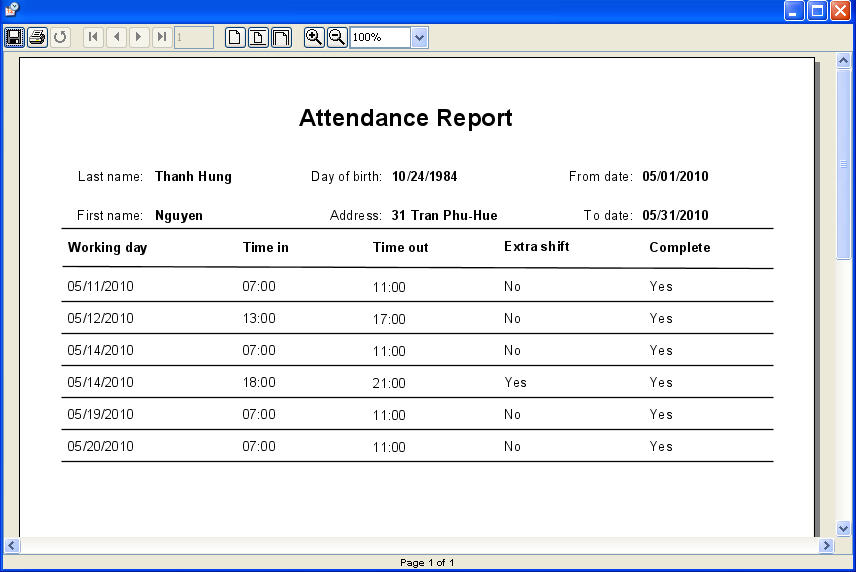 1
100%
Attendance Report
Last name: Thanh Hung Day of birth: 10/24/1984 From date: 05/01/2010
First name: Nguyen Address: 31 Tran Phu-Hue To date: 05/31/2010
Working day Time in Time out Extra shift Complete
05/11/2010 07:00 11:00 No Yes
05/12/2010 13:00 17:00 No Yes
05/14/2010 07:00 11:00 No Yes
05/14/2010 18:00 21:00 Yes Yes
05/19/2010 07:00 11:00 No Yes
05/20/2010 07:00 11:00 No Yes
Page 1 of 1